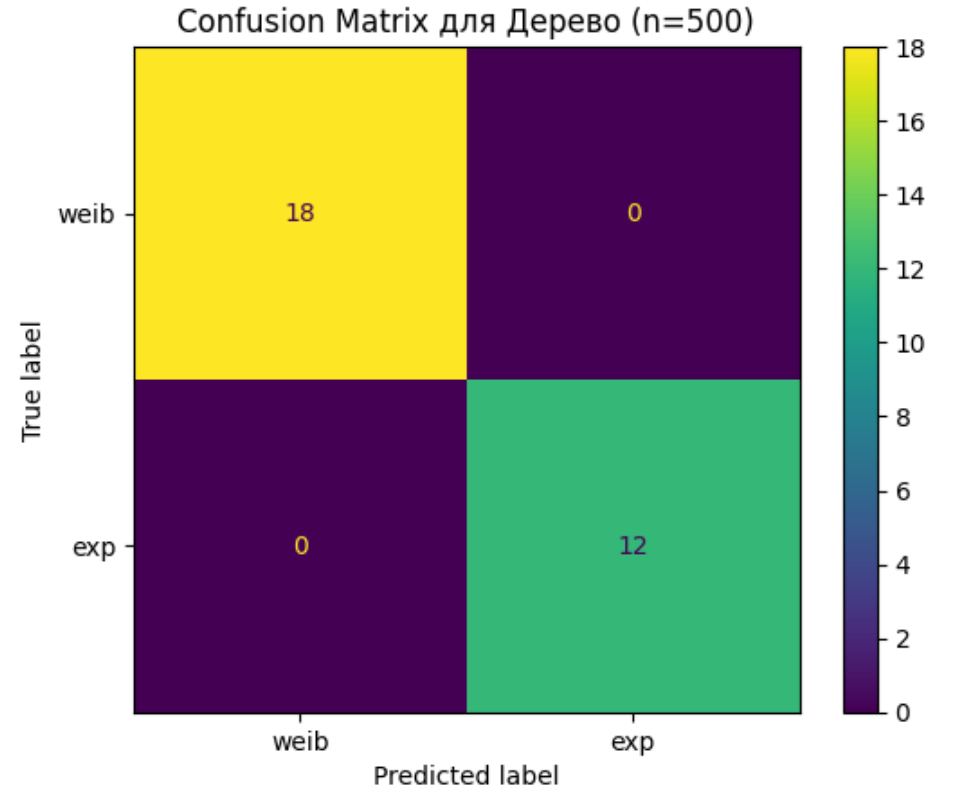 Confusion Matrix для Дерево (n=500)
True label
weib
18
0
exp
0
12
weib
exp
Predicted label
18
16
14
12
10
8
6
4
2
0